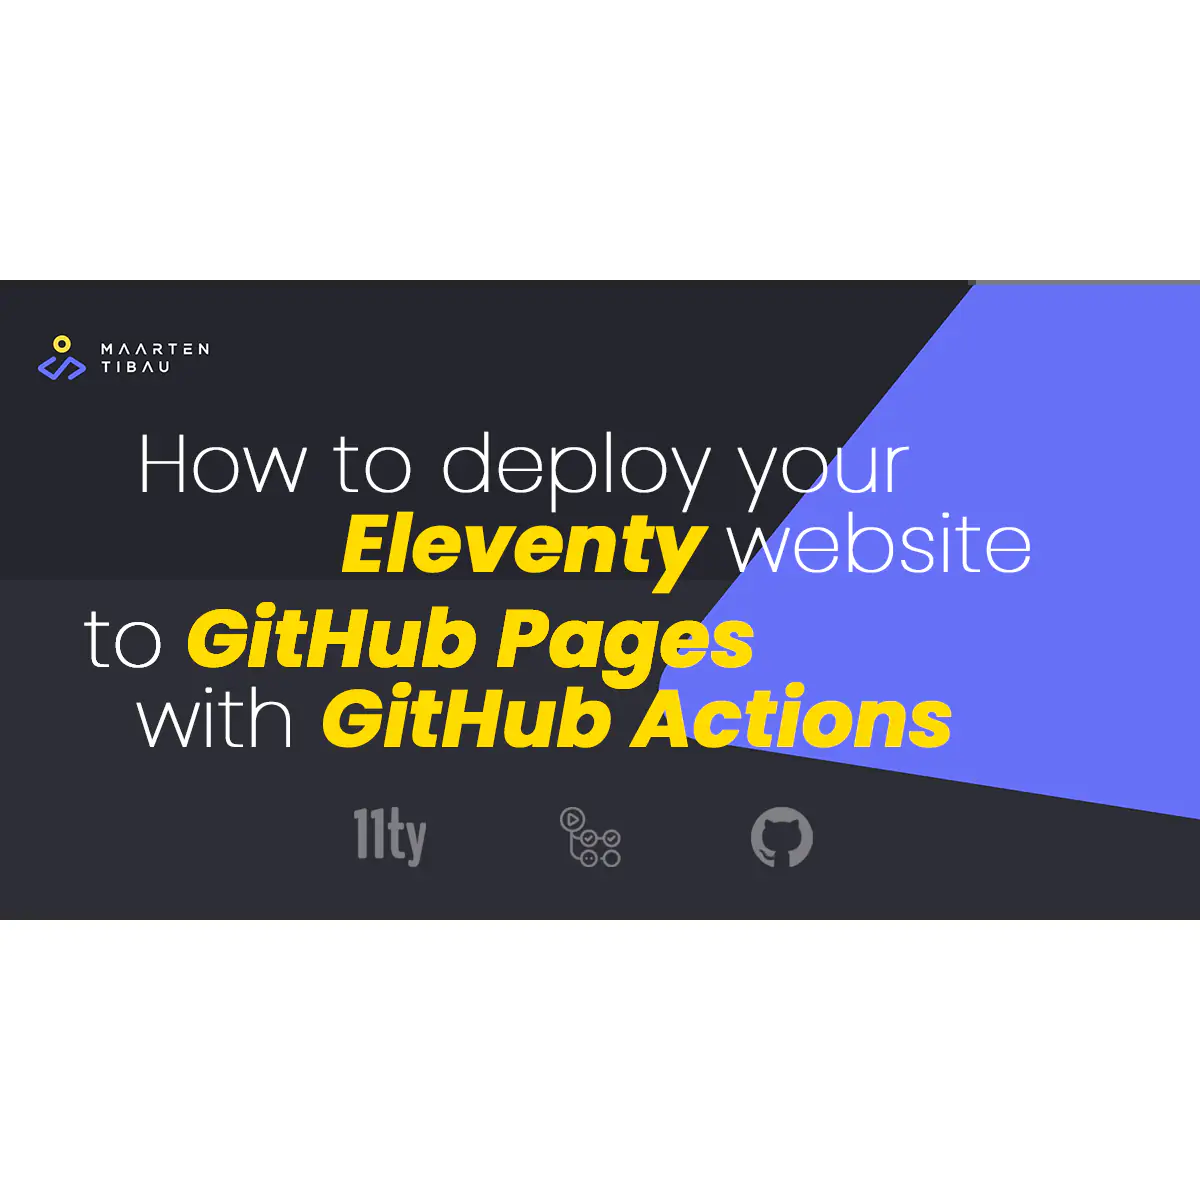 MAARTEN
TIBAU
How to deploy your
Eleventy website
to GitHub Pages
with GitHub Actions
11ty